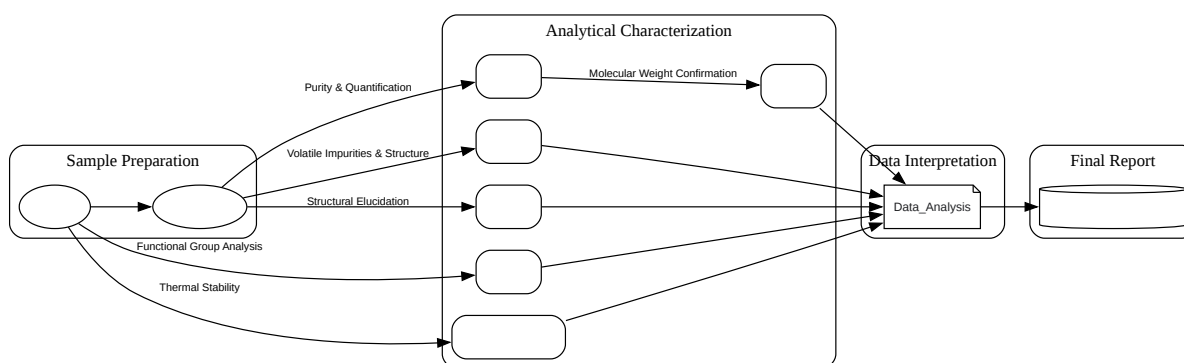 Analytical Characterization
Molecular Weight Confirmation
Purity & Quantification
Sample Preparation
Volatile Impurities & Structure
Data Interpretation
Final Report
Structural Elucidation
Data_Analysis
Functional Group Analysis
Thermal Stability